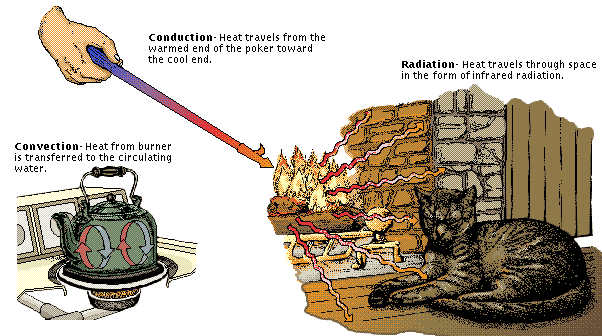 Conduction- Heat travels from the
warmed end of the poker toward
the cool end.
Radiation- Heat travels through space
in the form of infrared radiation.
Convection- Heat from burner
is transferred to the circulating
water.